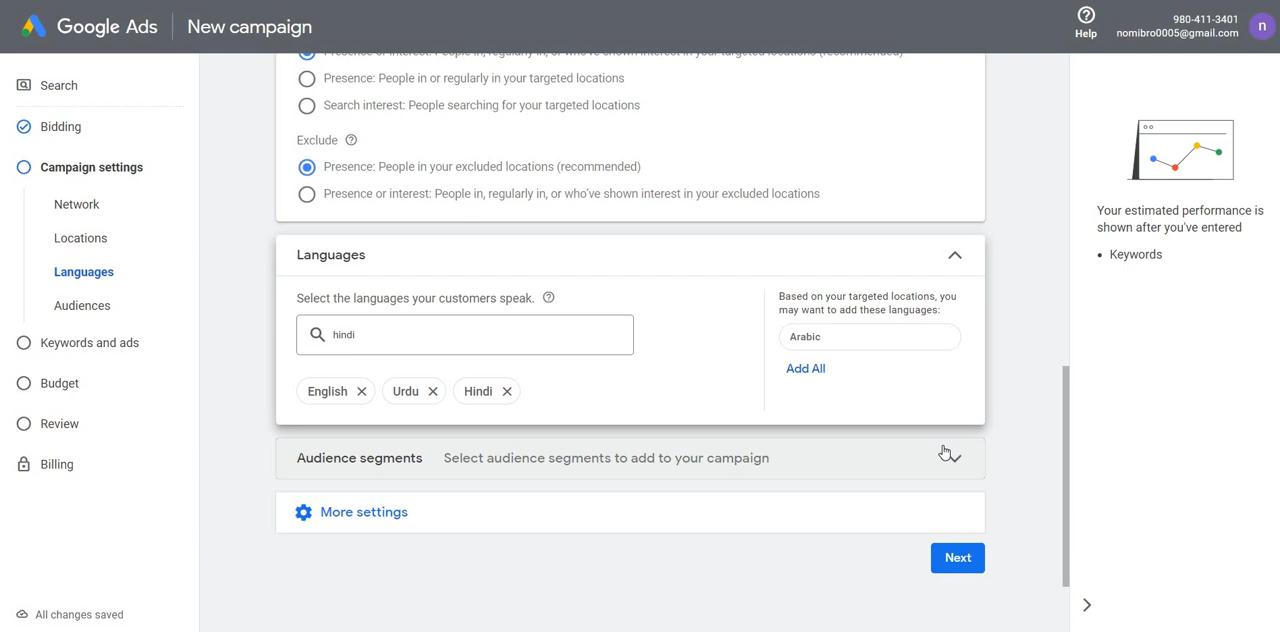 Google Ads
New campaign
Help
980-411-3401
nomibro0005@gmail.com
n
Search
Bidding
Campaign settings
Network
Locations
Languages
Audiences
Keywords and ads
Budget
Review
Billing
All changes saved
Presence or interest: People in, regularly in, or who've shown interest in your targeted locations (recommended)
Presence: People in or regularly in your targeted locations
Search interest: People searching for your targeted locations
Exclude
Presence: People in your excluded locations (recommended)
Presence or interest: People in, regularly in, or who've shown interest in your excluded locations
Languages
Select the languages your customers speak.
hindi
English
Urdu
Hindi
Based on your targeted locations, you
may want to add these languages:
Arabic
Add All
Audience segments Select audience segments to add to your campaign
More settings
Next
Your estimated performance is
shown after you've entered
• Keywords